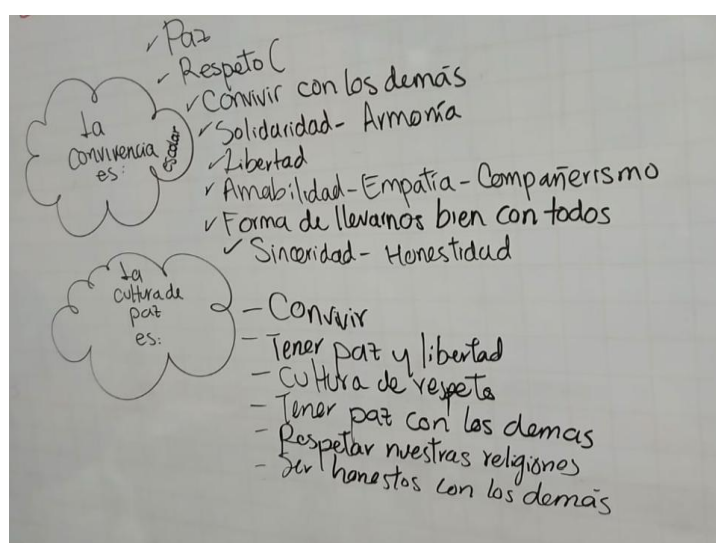 La
convivencia
escolar
es:
✓ Paz
✓ Respeto (
✓ Convivir con los demás
✓ Solidaridad - Armonía
✓ Libertad
✓ Amabilidad - Empatía - Compañerismo
✓ Forma de llevarnos bien con todos
✓ Sinceridad - Honestidad
La
cultura de
paz
es:
- Convivir
- Tener paz y libertad
- Cultura de respeto
- Tener paz con los demas
- Respetar nuestras religiones
- Ser honestos con los demás